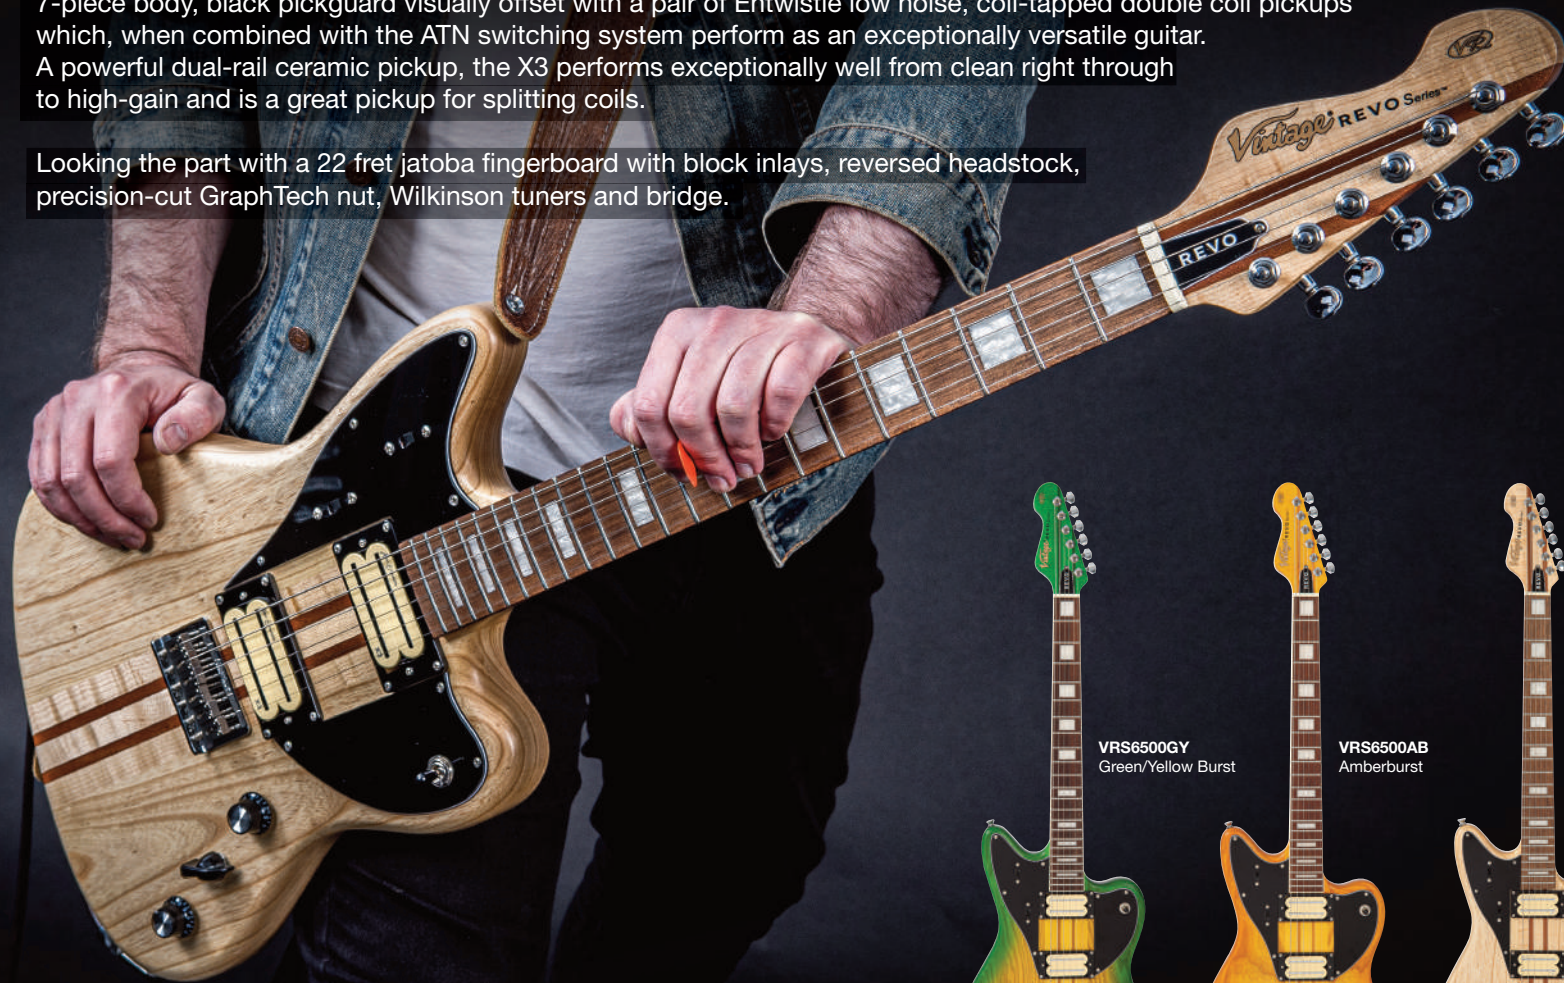 7-piece body, black pickguard visually offset with a pair of Entwistle low noise, coil-tapped double coil pickups
which, when combined with the ATN switching system perform as an exceptionally versatile guitar.
A powerful dual-rail ceramic pickup, the X3 performs exceptionally well from clean right through
to high-gain and is a great pickup for splitting coils.
Looking the part with a 22 fret jatoba fingerboard with block inlays, reversed headstock,
precision-cut GraphTech nut, Wilkinson tuners and bridge.
VR
Vintage REVO Series™
REVO
VRS6500GY
Green/Yellow Burst
VRS6500AB
Amberburst